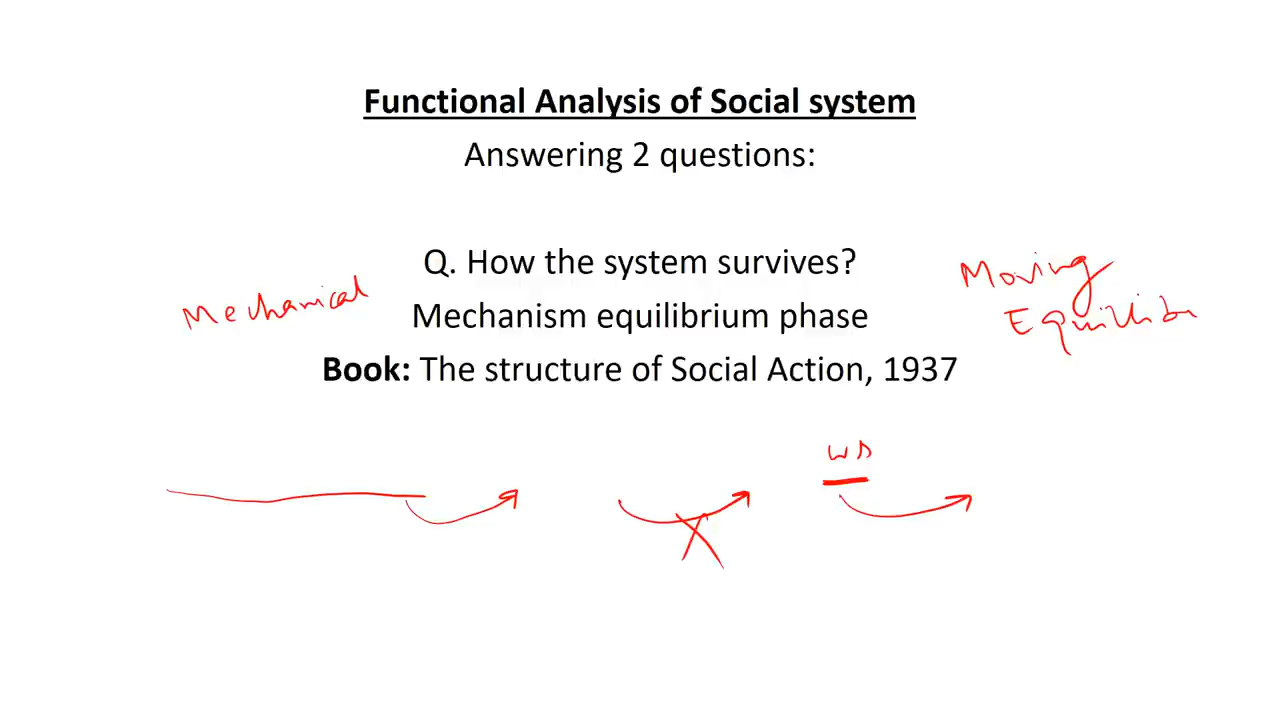 Functional Analysis of Social system
Answering 2 questions:
Q. How the system survives?
Moving
Mechanical
Mechanism equilibrium phase
Book: The structure of Social Action, 1937